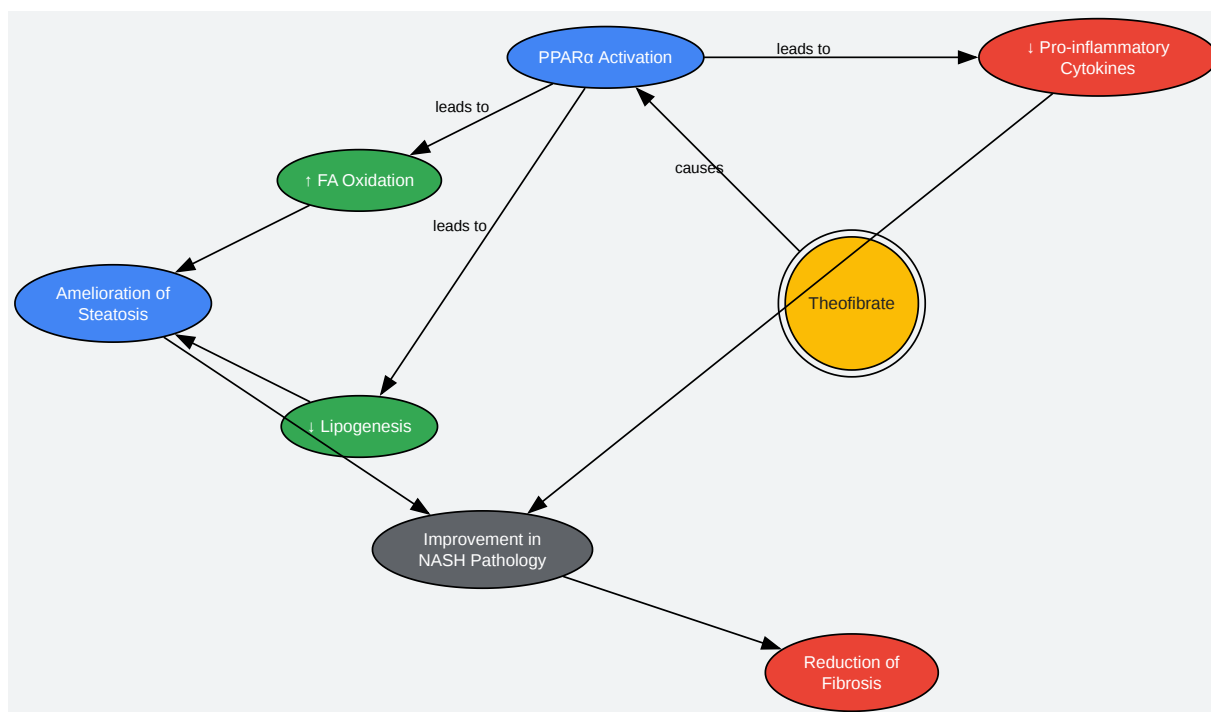 PPARα Activation
leads to
↓ Pro-inflammatory
Cytokines
leads to
causes
↑ FA Oxidation
leads to
Amelioration of
Steatosis
Theofibrate
↓ Lipogenesis
Improvement in
NASH Pathology
Reduction of
Fibrosis